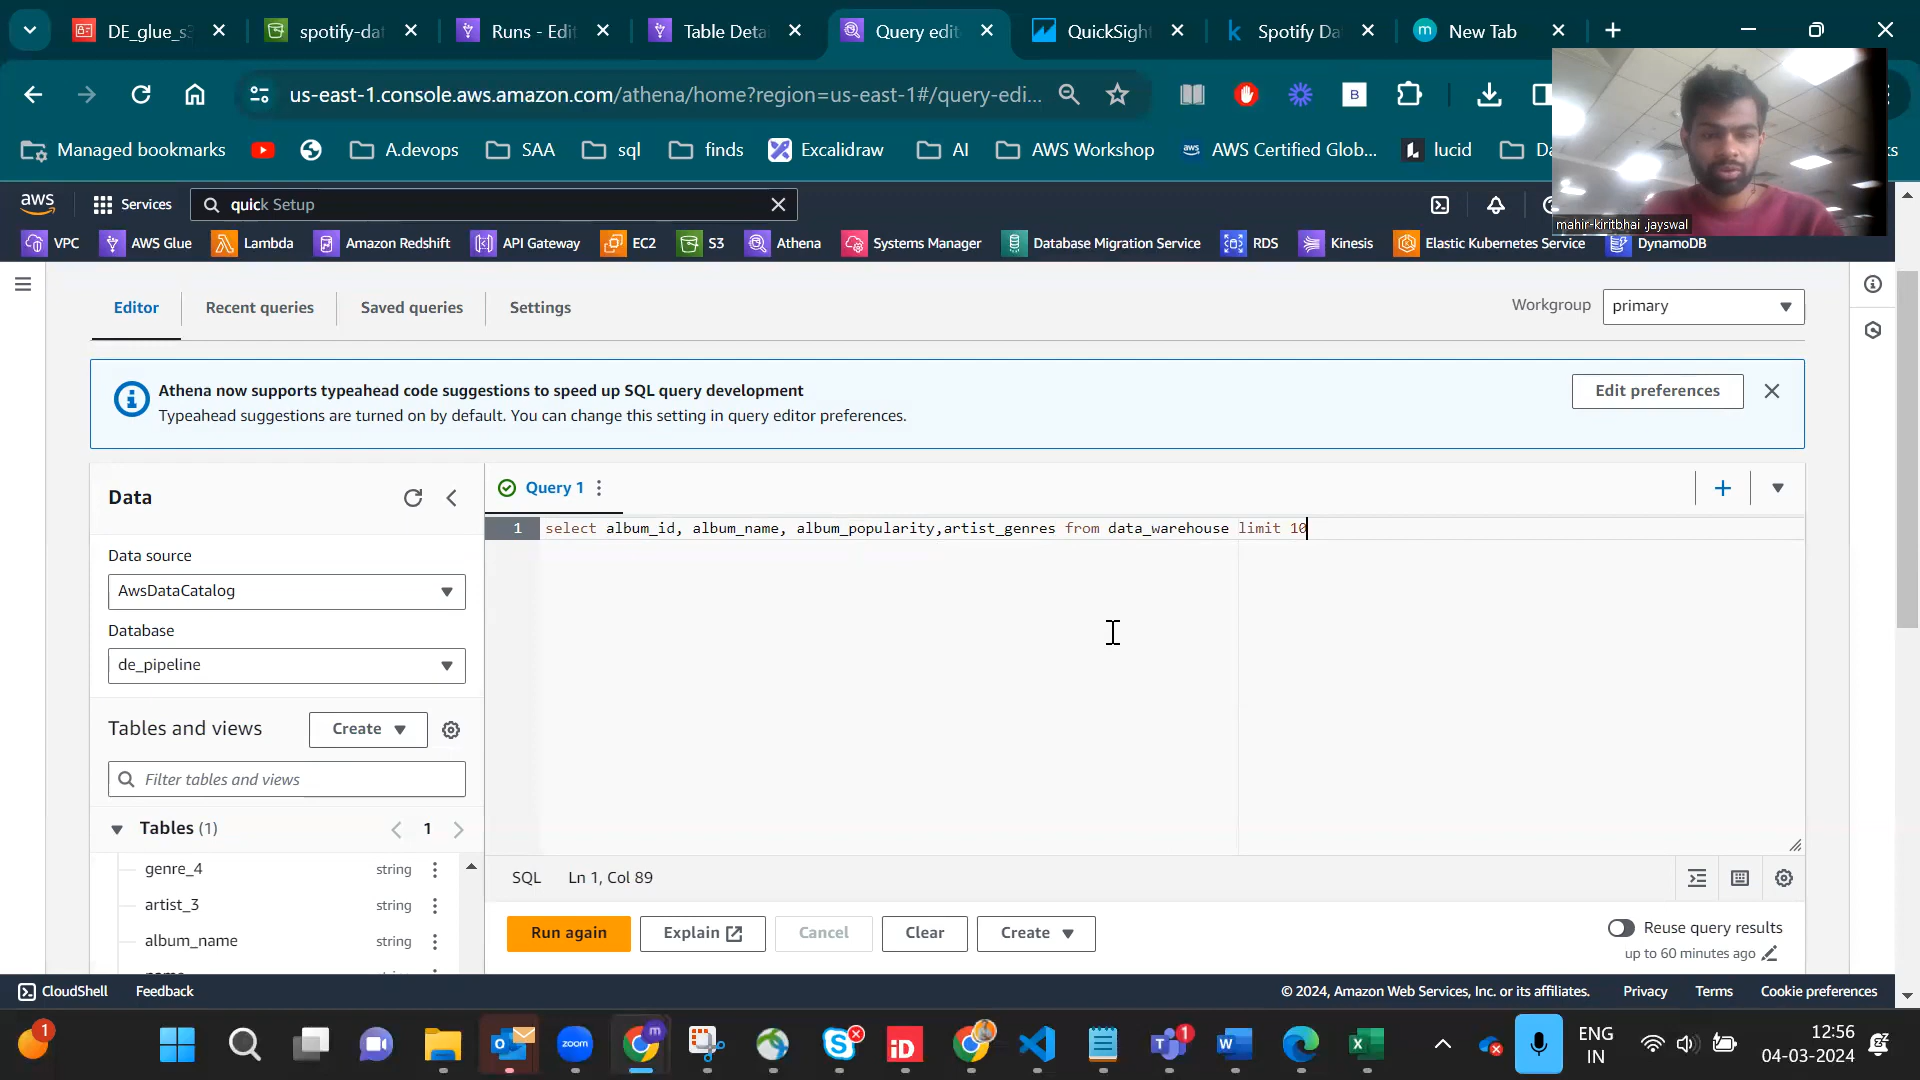 DE_glue_s3
spotify-dat
Runs - Edit
Table Deta
Query edit
QuickSigh
Spotify Da
New Tab
us-east-1.console.aws.amazon.com/athena/home?region=us-east-1#/query-edi...
B
Managed bookmarks
A.devops
SAA
sql
finds
Excalidraw
AI
AWS Workshop
aws
AWS Certified Glob...
lucid
mahir-kiritbhai .jayswal
aws
Services
quick Setup
VPC
AWS Glue
Lambda
Amazon Redshift
API Gateway
EC2
S3
Athena
Systems Manager
Database Migration Service
RDS
Kinesis
Elastic Kubernetes Service
DynamoDB
Editor
Recent queries
Saved queries
Settings
Workgroup
primary
Athena now supports typeahead code suggestions to speed up SQL query development
Typeahead suggestions are turned on by default. You can change this setting in query editor preferences.
Edit preferences
Data
Data source
AwsDataCatalog
Database
de_pipeline
Tables and views
Create
Filter tables and views
Tables (1)
1
genre_4 string
artist_3 string
album_name string
Query 1
1 select album_id, album_name, album_popularity,artist_genres from data_warehouse limit 10
SQL Ln 1, Col 89
Run again
Explain
Cancel
Clear
Create
Reuse query results
up to 60 minutes ago
CloudShell
Feedback
© 2024, Amazon Web Services, Inc. or its affiliates.
Privacy
Terms
Cookie preferences
1
zoom
iD
1
ENG
IN
12:56
04-03-2024